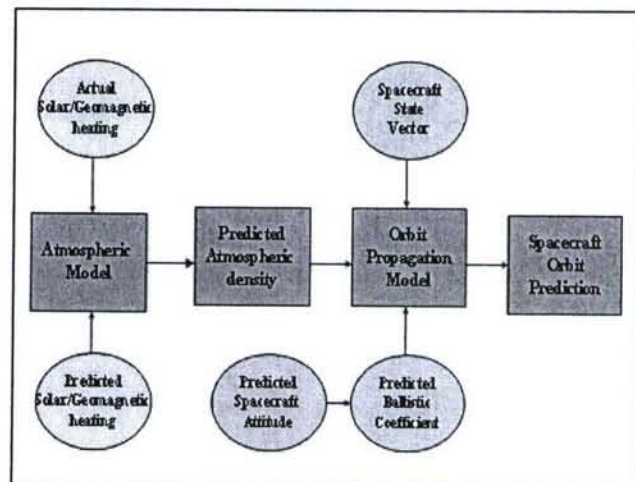 Actual
Solar/Geomagnetic
heating
Spacecraft
State
Vector
Atmospheric
Model
Predicted
Atmospheric
density
Orbit
Propagation
Model
Spacecraft
Orbit
Prediction
Predicted
Solar/Geomagnetic
heating
Predicted
Spacecraft
Attitude
Predicted
Ballistic
Coefficient